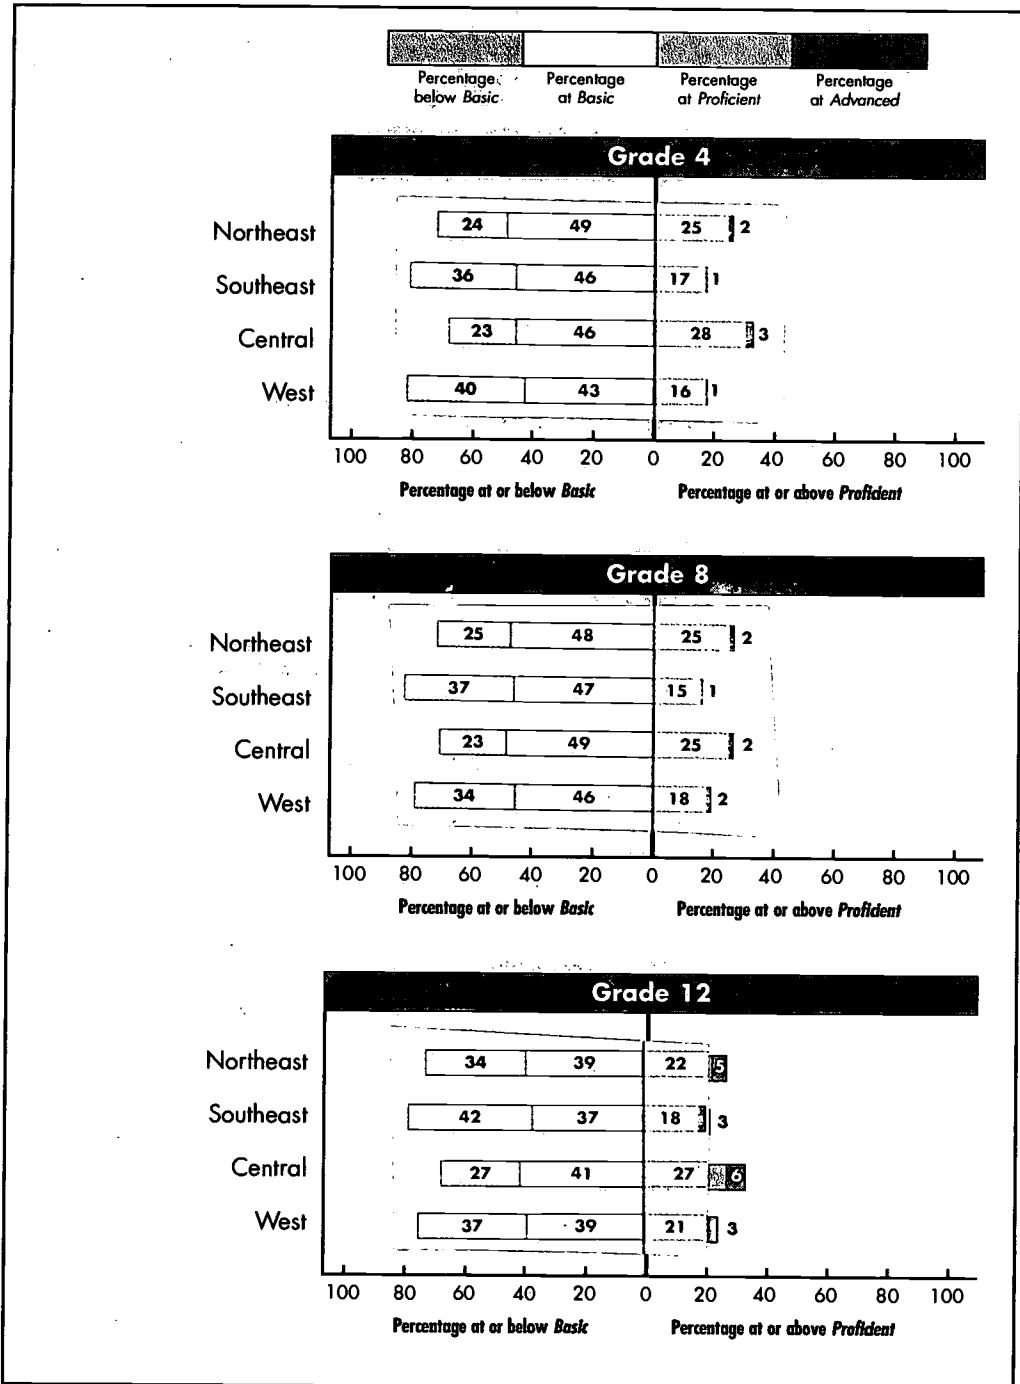 Percentage below Basic
Percentage at Basic
Percentage at Proficient
Percentage at Advanced
Grade 4
Northeast 24 49 25 2
Southeast 36 46 17 1
Central 23 46 28 3
West 40 43 16 1
100 80 60 40 20 0 20 40 60 80 100
Percentage at or below Basic Percentage at or above Proficient
Grade 8
Northeast 25 48 25 2
Southeast 37 47 15 1
Central 23 49 25 2
West 34 46 18 2
100 80 60 40 20 0 20 40 60 80 100
Percentage at or below Basic Percentage at or above Proficient
Grade 12
Northeast 34 39 22 5
Southeast 42 37 18 3
Central 27 41 27 6
West 37 39 21 3
100 80 60 40 20 0 20 40 60 80 100
Percentage at or below Basic Percentage at or above Proficient